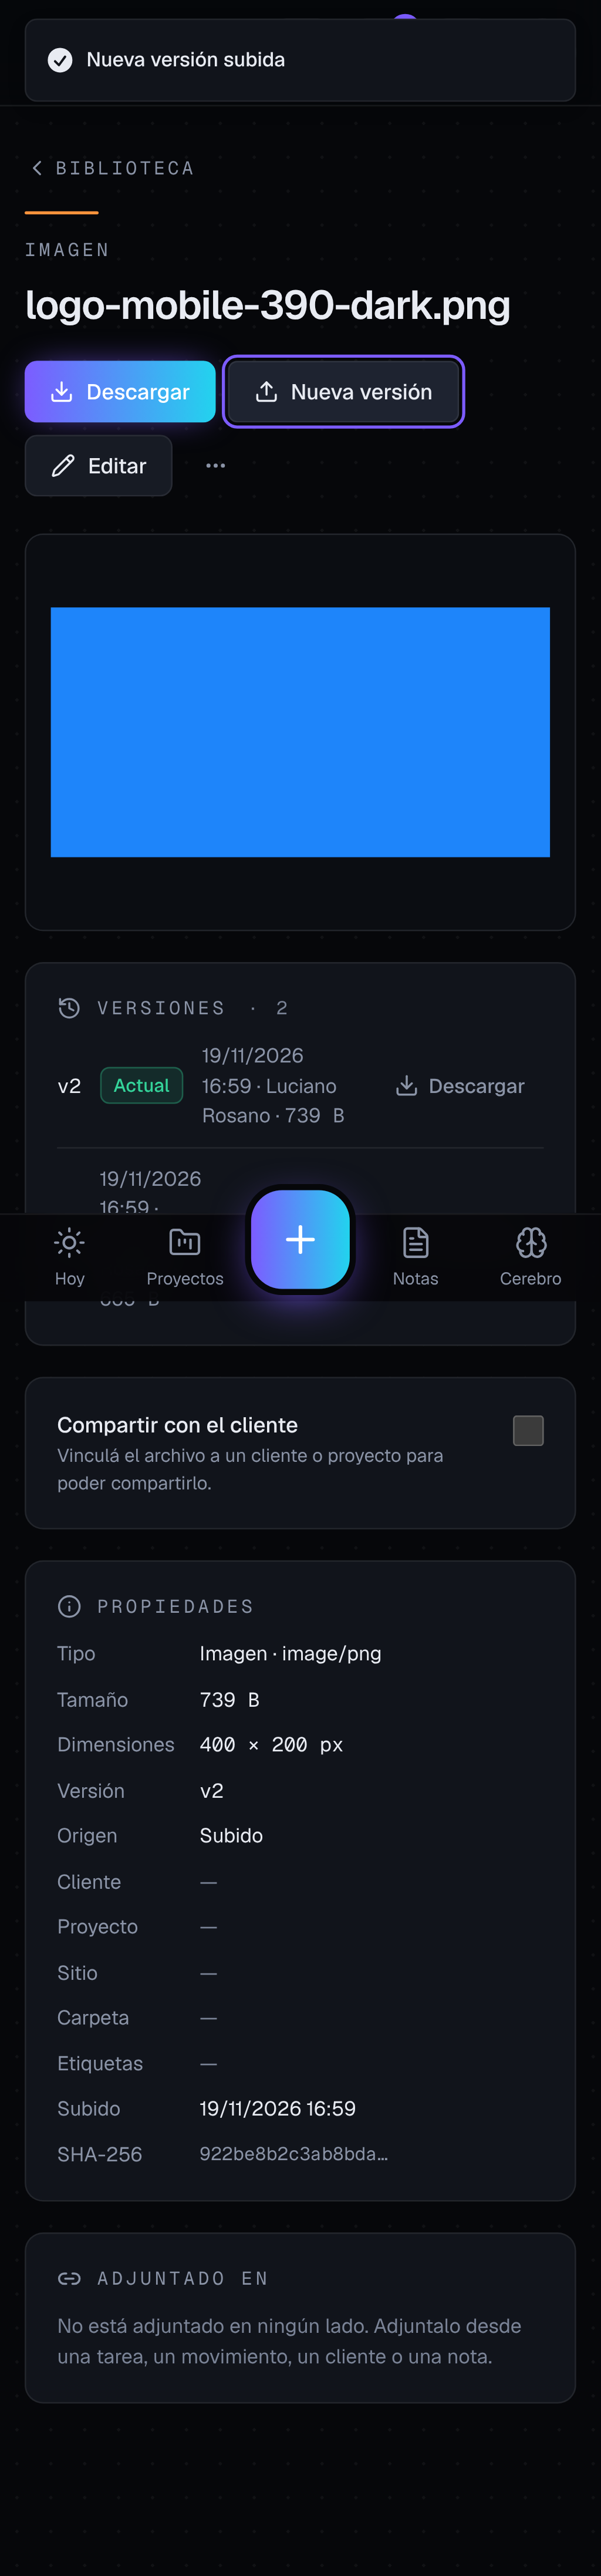 Nueva versión subida
BIBLIOTECA
IMAGEN
logo-mobile-390-dark.png
Descargar
Nueva versión
Editar
VERSIONES · 2
v2
Actual
19/11/2026
16:59 · Luciano
Rosano · 739 B
Descargar
19/11/2026
16:59 ·
Hoy
Proyectos
Notas
Cerebro
Compartir con el cliente
Vinculá el archivo a un cliente o proyecto para
poder compartirlo.
PROPIEDADES
Tipo Imagen · image/png
Tamaño 739 B
Dimensiones 400 × 200 px
Versión v2
Origen Subido
Cliente —
Proyecto —
Sitio —
Carpeta —
Etiquetas —
Subido 19/11/2026 16:59
SHA-256 922be8b2c3ab8bda…
ADJUNTADO EN
No está adjuntado en ningún lado. Adjuntalo desde
una tarea, un movimiento, un cliente o una nota.